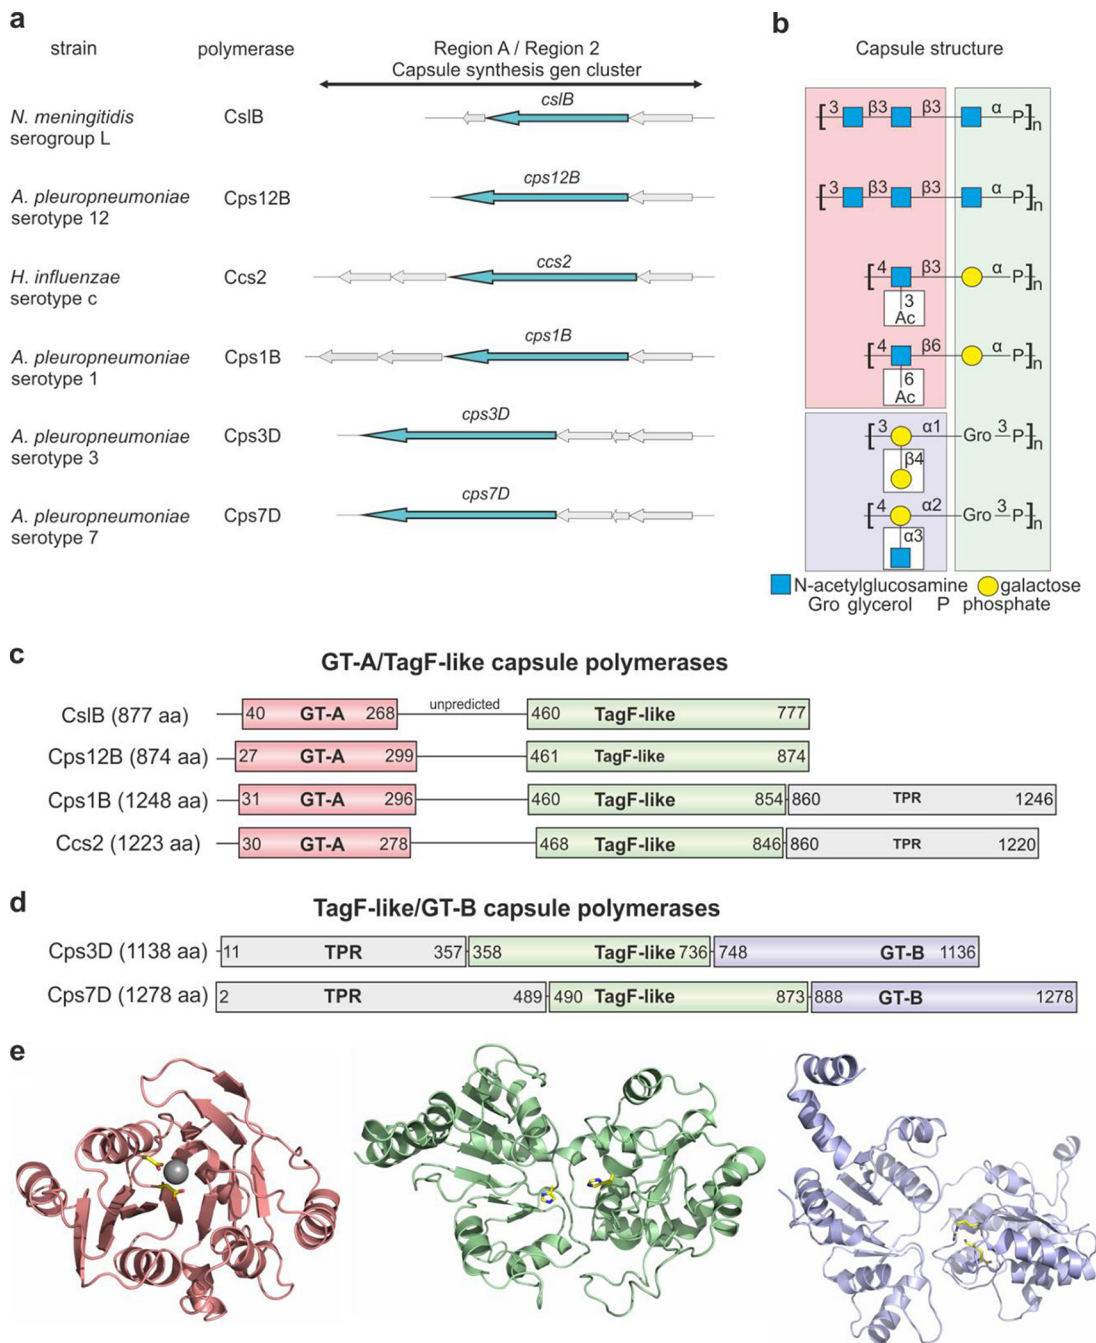 a
strain polymerase Region A / Region 2
Capsule synthesis gen cluster
N. meningitidis
serogroup L
CslB
cslB
A. pleuropneumoniae
serotype 12
Cps12B
cps12B
H. influenzae
serotype c
Ccs2
ccs2
A. pleuropneumoniae
serotype 1
Cps1B
cps1B
A. pleuropneumoniae
serotype 3
Cps3D
cps3D
A. pleuropneumoniae
serotype 7
Cps7D
cps7D
b
Capsule structure
[ 3 β3 β3 α P ]n
[ 3 β3 β3 α P ]n
[ 4 β3 α P ]n
3
Ac
[ 4 β6 α P ]n
6
Ac
[ 3 α1 Gro 3 P ]n
β4
[ 4 α2 Gro 3 P ]n
α3
N-acetylglucosamine galactose
Gro glycerol P phosphate
c
GT-A/TagF-like capsule polymerases
CslB (877 aa) 40 GT-A 268 unpredicted 460 TagF-like 777
Cps12B (874 aa) 27 GT-A 299 461 TagF-like 874
Cps1B (1248 aa) 31 GT-A 296 460 TagF-like 854 860 TPR 1246
Ccs2 (1223 aa) 30 GT-A 278 468 TagF-like 846 860 TPR 1220
d
TagF-like/GT-B capsule polymerases
Cps3D (1138 aa) 11 TPR 357 358 TagF-like 736 748 GT-B 1136
Cps7D (1278 aa) 2 TPR 489 490 TagF-like 873 888 GT-B 1278
e